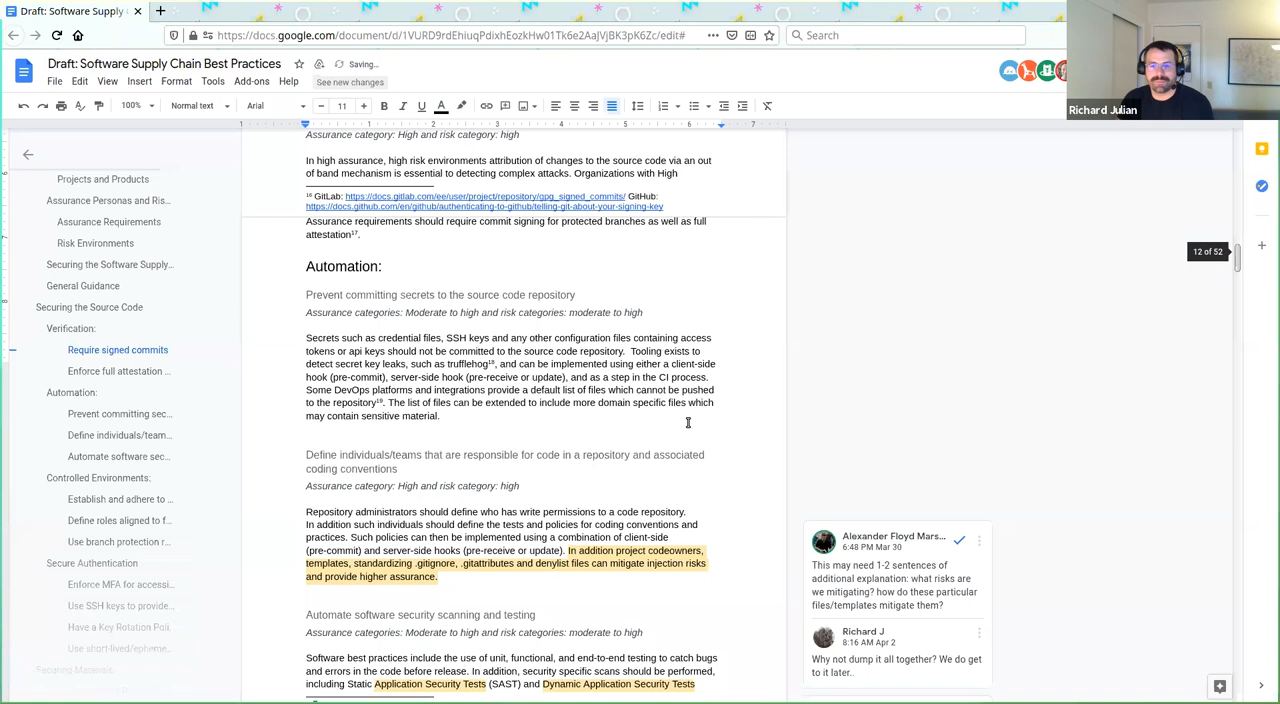 Draft: Software Supply C
https://docs.google.com/document/d/1VURD9rdEhiuqPdixhEozkHw01Tk6e2AaJVjBK3pK6Zc/edit#
Search
Draft: Software Supply Chain Best Practices
Saving...
File Edit View Insert Format Tools Add-ons Help
See new changes
100% Normal text Arial 11
Richard Julian
1 1 2 3 4 5 6 7
Projects and Products
Assurance Personas and Ris...
Assurance Requirements
Risk Environments
Securing the Software Supply...
General Guidance
Securing the Source Code
Verification:
Require signed commits
Enforce full attestation ...
Automation:
Prevent committing sec...
Define individuals/team...
Automate software sec...
Controlled Environments:
Establish and adhere to ...
Define roles aligned to f...
Use branch protection r...
Secure Authentication
Enforce MFA for accessi...
Use SSH keys to provide...
Have a Key Rotation Poli...
Use short-lived/epheme...
Securing Materials
Assurance category: High and risk category: high
In high assurance, high risk environments attribution of changes to the source code via an out
of band mechanism is essential to detecting complex attacks. Organizations with High
16 GitLab: https://docs.gitlab.com/ee/user/project/repository/gpg_signed_commits/ GitHub:
https://docs.github.com/en/github/authenticating-to-github/telling-git-about-your-signing-key
Assurance requirements should require commit signing for protected branches as well as full
attestation17.
Automation:
Prevent committing secrets to the source code repository
Assurance categories: Moderate to high and risk categories: moderate to high
Secrets such as credential files, SSH keys and any other configuration files containing access
tokens or api keys should not be committed to the source code repository. Tooling exists to
detect secret key leaks, such as trufflehog18, and can be implemented using either a client-side
hook (pre-commit), server-side hook (pre-receive or update), and as a step in the CI process.
Some DevOps platforms and integrations provide a default list of files which cannot be pushed
to the repository19. The list of files can be extended to include more domain specific files which
may contain sensitive material.
Define individuals/teams that are responsible for code in a repository and associated
coding conventions
Assurance category: High and risk category: high
Repository administrators should define who has write permissions to a code repository.
In addition such individuals should define the tests and policies for coding conventions and
practices. Such policies can then be implemented using a combination of client-side
(pre-commit) and server-side hooks (pre-receive or update). In addition project codeowners,
templates, standardizing .gitignore, .gitattributes and denylist files can mitigate injection risks
and provide higher assurance.
Automate software security scanning and testing
Assurance categories: Moderate to high and risk categories: moderate to high
Software best practices include the use of unit, functional, and end-to-end testing to catch bugs
and errors in the code before release. In addition, security specific scans should be performed,
including Static Application Security Tests (SAST) and Dynamic Application Security Tests
12 of 52
Alexander Floyd Mars...
6:48 PM Mar 30
This may need 1-2 sentences of
additional explanation: what risks are
we mitigating? how do these particular
files/templates mitigate them?
Richard J
8:16 AM Apr 2
Why not dump it all together? We do get
to it later..